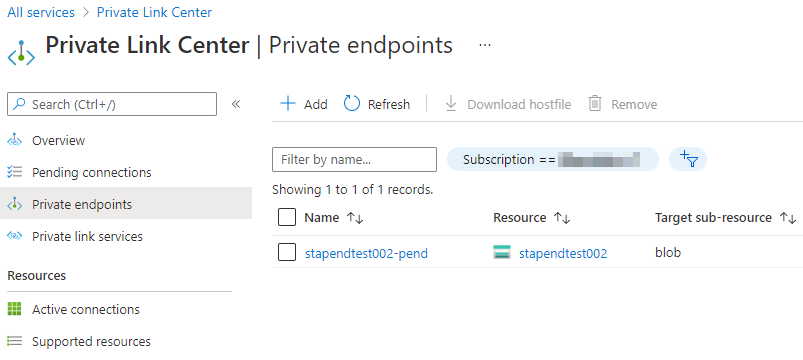 All services > Private Link Center
Private Link Center | Private endpoints ...
Search (Ctrl+/) «
Overview
Pending connections
Private endpoints
Private link services
Resources
Active connections
Supported resources
Add Refresh Download hostfile Remove
Filter by name... Subscription ==
Showing 1 to 1 of 1 records.
Name ↑↓ Resource ↑↓ Target sub-resource ↑↓
stapendtest002-pend stapendtest002 blob